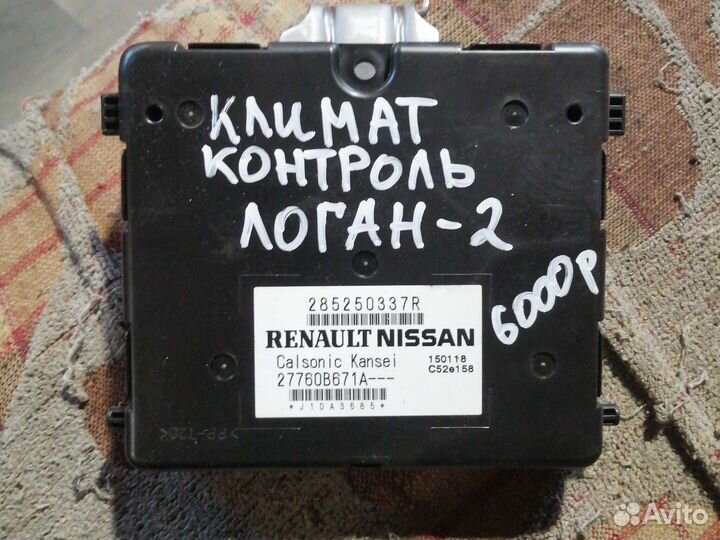 КЛИМАТ
КОНТРОЛЬ
ЛОГАН-2
6000р
285250337R
RENAULT NISSAN
Calsonic Kansei 150118
27760B671A--- C52e158
*J1DA3685*
>PP-T20<
Avito